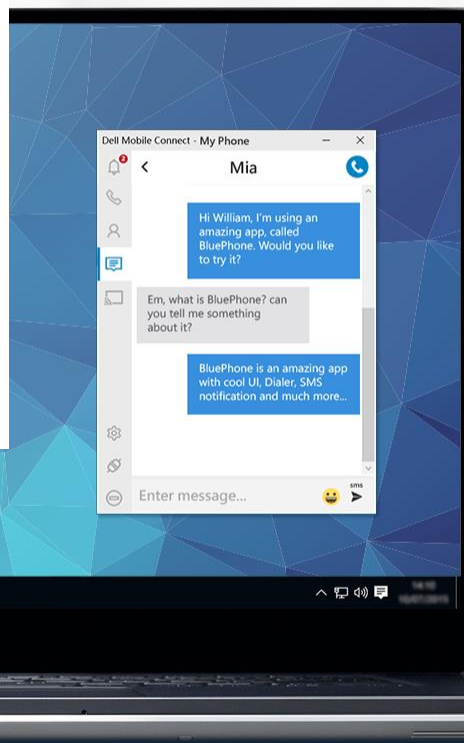 Dell Mobile Connect - My Phone
2
Mia
Hi William, I'm using an
amazing app, called
BluePhone. Would you like
to try it?
Em, what is BluePhone? can
you tell me something
about it?
BluePhone is an amazing app
with cool UI, Dialer, SMS
notification and much more...
Enter message...
sms